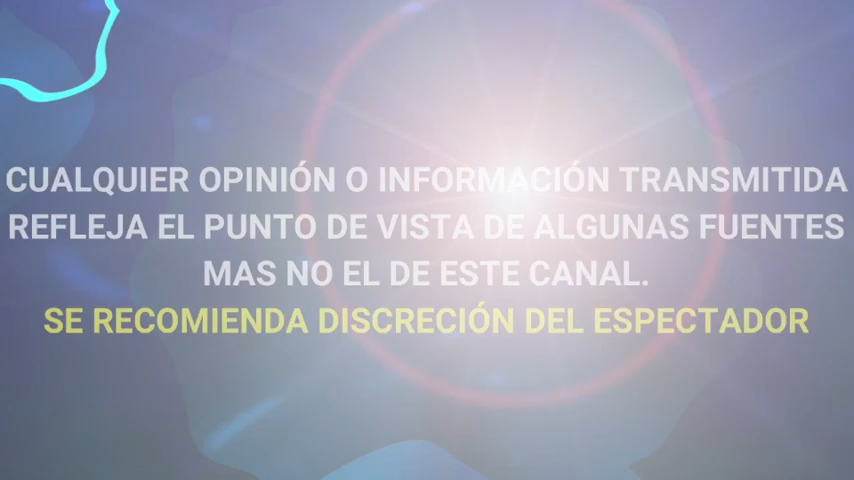 CUALQUIER OPINIÓN O INFORMACIÓN TRANSMITIDA
REFLEJA EL PUNTO DE VISTA DE ALGUNAS FUENTES
MAS NO EL DE ESTE CANAL.
SE RECOMIENDA DISCRECIÓN DEL ESPECTADOR